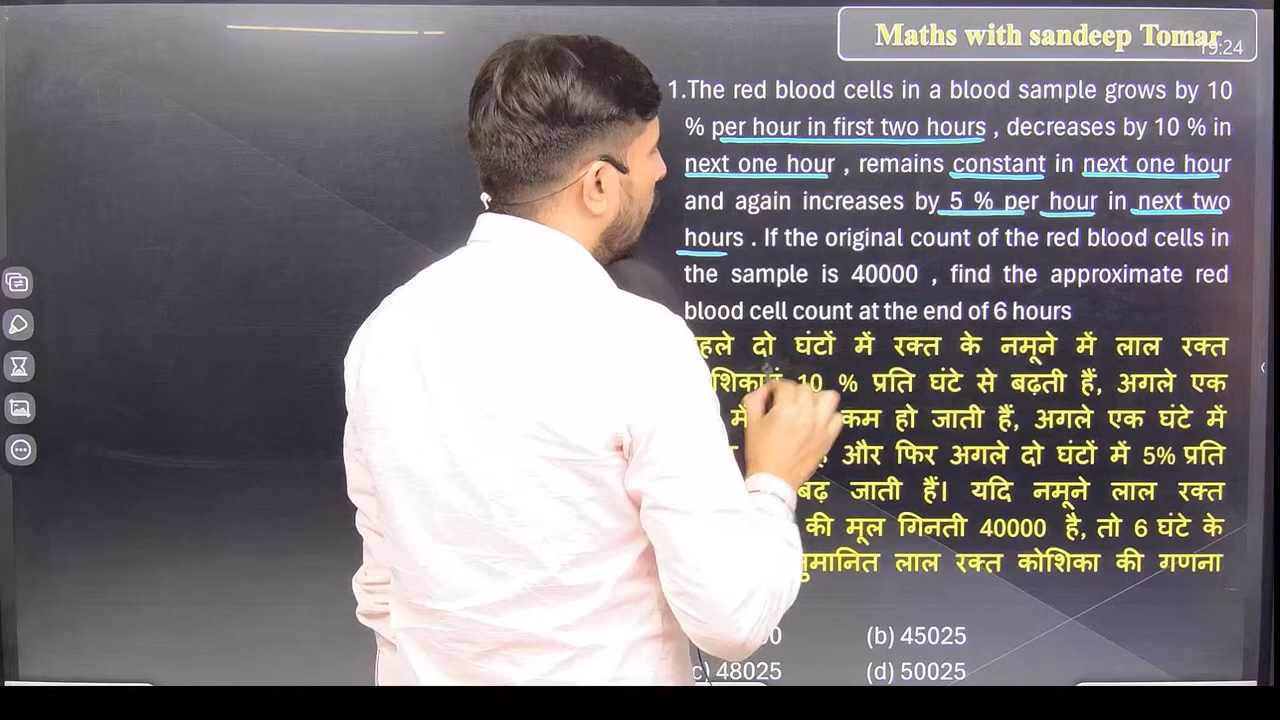 Maths with sandeep Tomar
19:24
1.The red blood cells in a blood sample grows by 10
% per hour in first two hours , decreases by 10 % in
next one hour , remains constant in next one hour
and again increases by 5 % per hour in next two
hours . If the original count of the red blood cells in
the sample is 40000 , find the approximate red
blood cell count at the end of 6 hours
दो घंटों में रक्त के नमूने में लाल रक्त
10 % प्रति घंटे से बढ़ती हैं, अगले एक
में कम हो जाती हैं, अगले एक घंटे में
और फिर अगले दो घंटों में 5% प्रति
बढ़ जाती हैं। यदि नमूने लाल रक्त
की मूल गिनती 40000 है, तो 6 घंटे के
लाल रक्त कोशिका की गणना
(b) 45025
c) 48025 (d) 50025